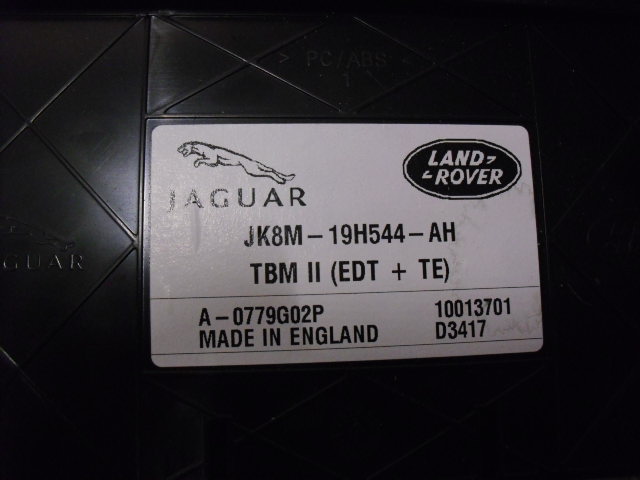 > PC/ABS <
1
JAGUAR
LAND-
ROVER
JAGUAR
JK8M-19H544-AH
TBM II (EDT + TE)
A-0779G02P 10013701
MADE IN ENGLAND D3417